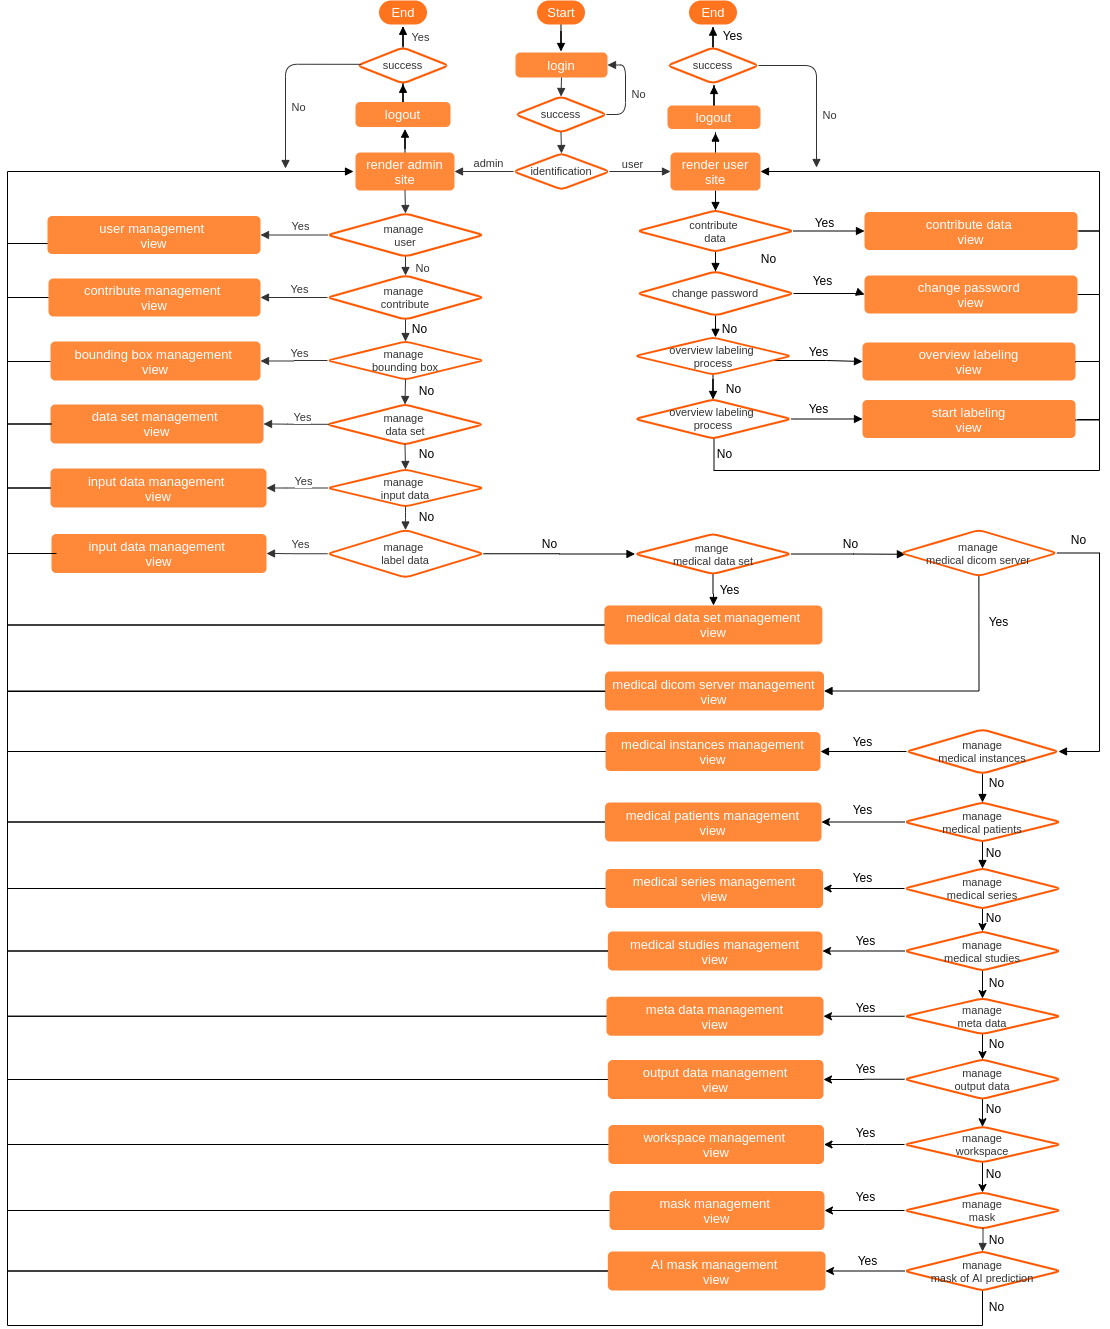 End
Start
End
Yes
Yes
success
login
success
No
No
No
logout
success
logout
render admin
site
admin
identification
user
render user
site
user management
view
Yes
manage
user
contribute
data
Yes
contribute data
view
No
No
contribute management
view
Yes
manage
contribute
change password
Yes
change password
view
No
No
bounding box management
view
Yes
manage
bounding box
overview labeling
process
Yes
overview labeling
view
No
No
data set management
view
Yes
manage
data set
overview labeling
process
Yes
start labeling
view
No
No
input data management
view
Yes
manage
input data
No
input data management
view
Yes
manage
label data
No
mange
medical data set
No
manage
medical dicom server
No
Yes
medical data set management
view
Yes
medical dicom server management
view
medical instances management
view
Yes
manage
medical instances
No
medical patients management
view
Yes
manage
medical patients
No
medical series management
view
Yes
manage
medical series
No
medical studies management
view
Yes
manage
medical studies
No
meta data management
view
Yes
manage
meta data
No
output data management
view
Yes
manage
output data
No
workspace management
view
Yes
manage
workspace
No
mask management
view
Yes
manage
mask
No
AI mask management
view
Yes
manage
mask of AI prediction
No